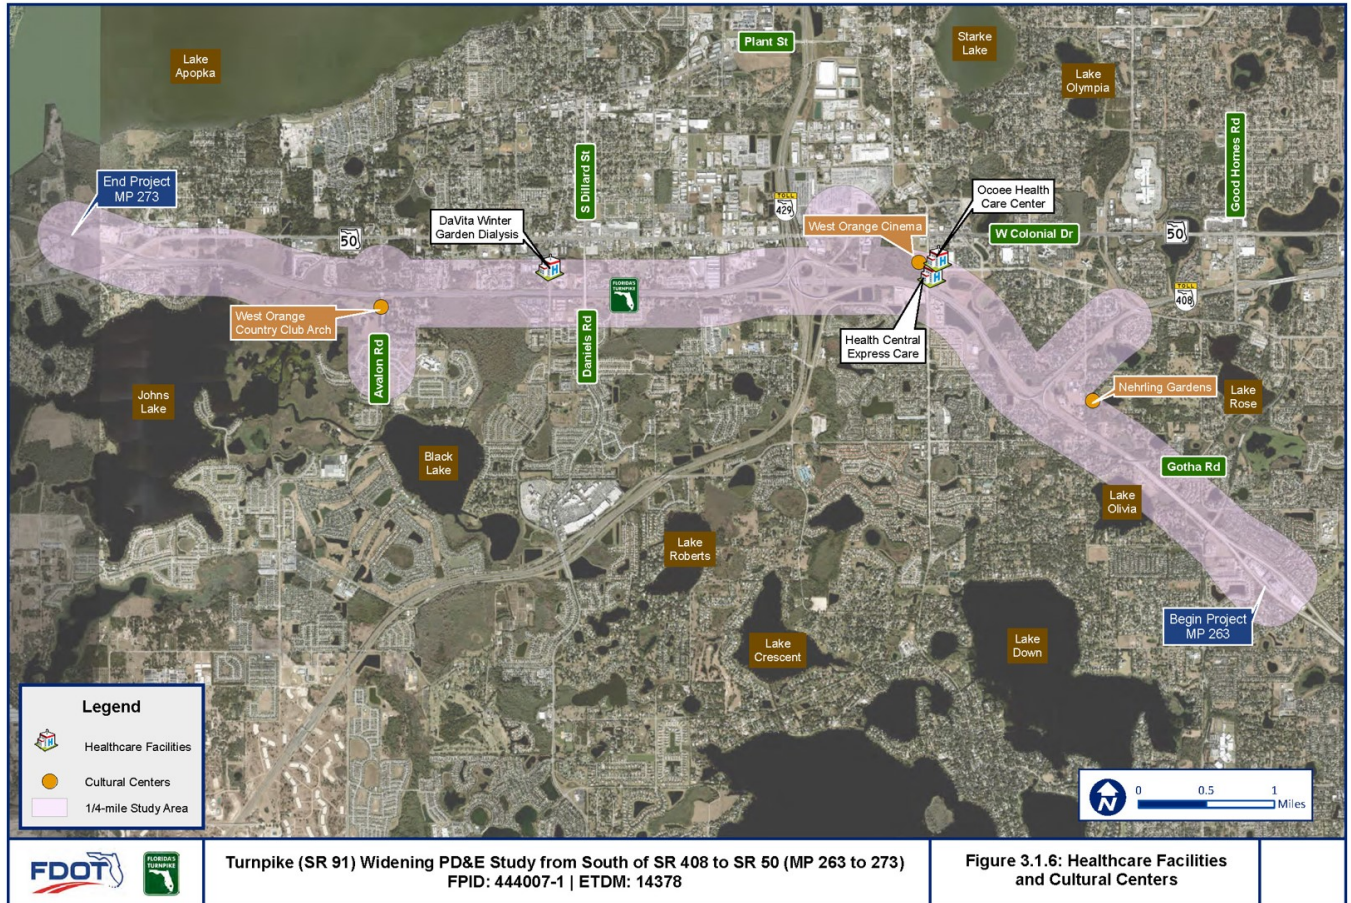 Lake
Apopka
Plant St
Starke
Lake
Lake
Olympia
Good Homes Rd
End Project
MP 273
S Dillard St
DaVita Winter
Garden Dialysis
50
TOLL
429
Ocoee Health
Care Center
West Orange Cinema
W Colonial Dr
50
FLORIDA'S
TURNPIKE
TOLL
408
West Orange
Country Club Arch
Avalon Rd
Daniels Rd
Health Central
Express Care
Johns
Lake
Nehrling Gardens
Lake
Rose
Black
Lake
Gotha Rd
Lake
Olivia
Lake
Roberts
Begin Project
MP 263
Lake
Crescent
Lake
Down
Legend
H Healthcare Facilities
Cultural Centers
1/4-mile Study Area
N
0 0.5 1
Miles
FDOT
FLORIDA'S
TURNPIKE
Turnpike (SR 91) Widening PD&E Study from South of SR 408 to SR 50 (MP 263 to 273)
FPID: 444007-1 | ETDM: 14378
Figure 3.1.6: Healthcare Facilities
and Cultural Centers